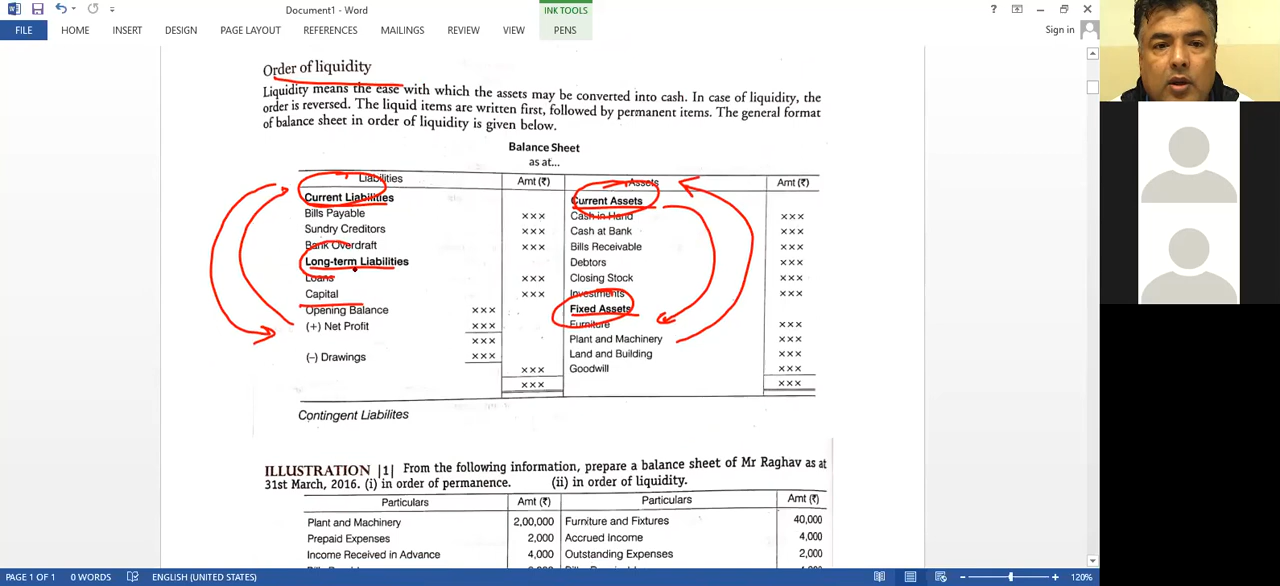 Document1 - Word
INK TOOLS
FILE
HOME
INSERT
DESIGN
PAGE LAYOUT
REFERENCES
MAILINGS
REVIEW
VIEW
PENS
Sign in
Order of liquidity
Liquidity means the ease with which the assets may be converted into cash. In case of liquidity, the
order is reversed. The liquid items are written first, followed by permanent items. The general format
of balance sheet in order of liquidity is given below.
Balance Sheet
as at...
Liabilities Amt (₹) Assets Amt (₹)
Current Liabilities Current Assets
Bills Payable ××× Cash in Hand ×××
Sundry Creditors ××× Cash at Bank ×××
Bank Overdraft ××× Bills Receivable ×××
Long-term Liabilities Debtors ×××
Loans ××× Closing Stock ×××
Capital ××× Investments ×××
Opening Balance ××× Fixed Assets
(+) Net Profit ××× Furniture ×××
××× Plant and Machinery ×××
(–) Drawings ××× Land and Building ×××
××× Goodwill ×××
××× ×××
Contingent Liabilites
ILLUSTRATION |1| From the following information, prepare a balance sheet of Mr Raghav as at
31st March, 2016. (i) in order of permanence. (ii) in order of liquidity.
Particulars Amt (₹) Particulars Amt (₹)
Plant and Machinery 2,00,000 Furniture and Fixtures 40,000
Prepaid Expenses 2,000 Accrued Income 4,000
Income Received in Advance 4,000 Outstanding Expenses 2,000
PAGE 1 OF 1
0 WORDS
ENGLISH (UNITED STATES)
120%